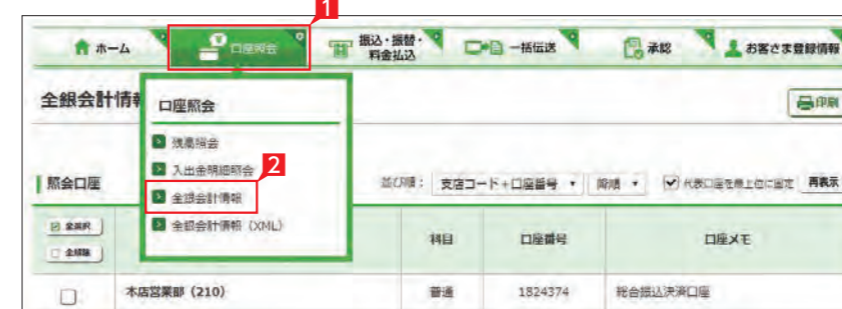 1
ホーム
口座照会
振込・振替・
料金払込
一括伝送
承認
お客さま登録情報
全銀会計情報
印刷
口座照会
残高照会
入出金明細照会
2
全銀会計情報
全銀会計情報 (XML)
照会口座
並び順： 支店コード+口座番号 降順 代表口座を最上位に固定 再表示
全選択
全解除
科目 口座番号 口座メモ
本店営業部 (210) 普通 1824374 総合振込決済口座